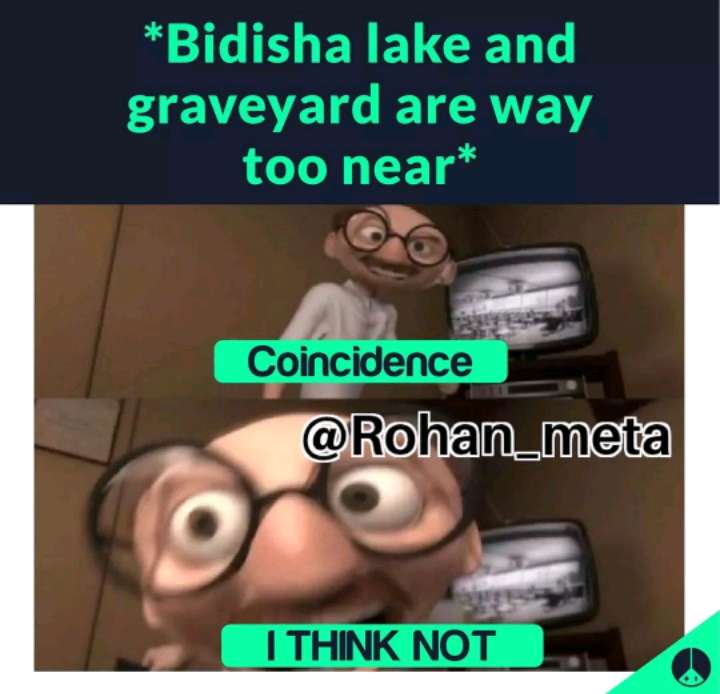 *Bidisha lake and
graveyard are way
too near*
Coincidence
@Rohan_meta
I THINK NOT